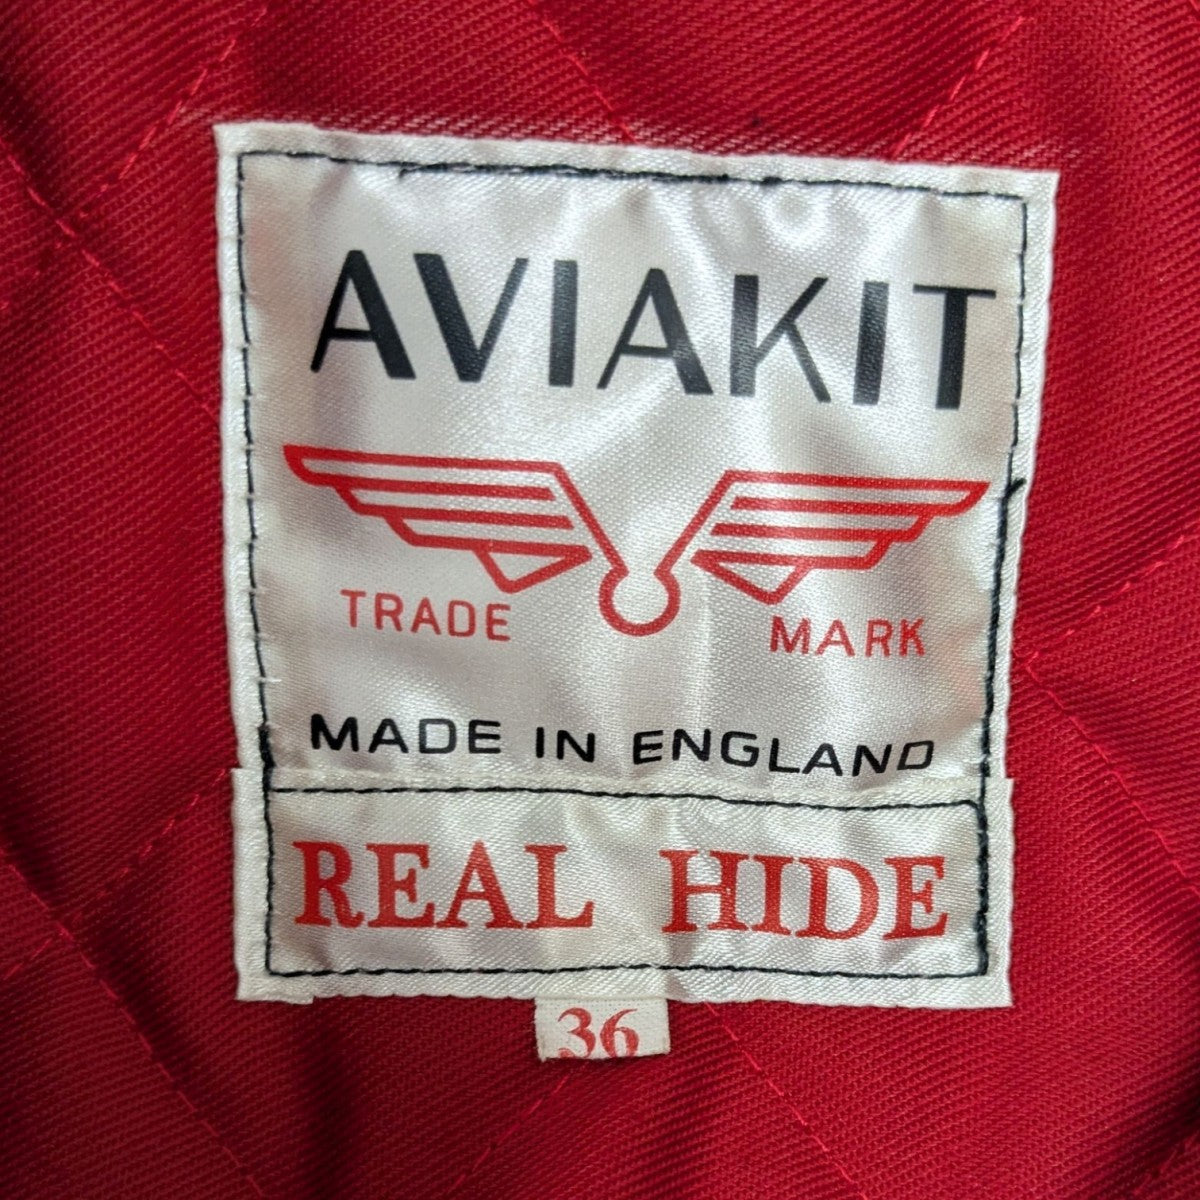 AVIAKIT
TRADE MARK
MADE IN ENGLAND
REAL HIDE
36